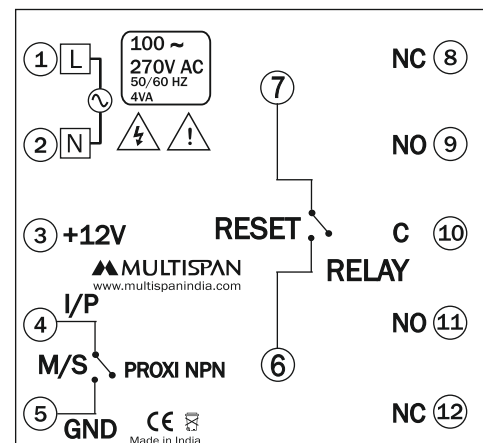 1 L
100 ~
270V AC
50/60 HZ
4VA
2 N
7
NC 8
NO 9
3 +12V
RESET
C 10
RELAY
MULTISPAN
www.multispanindia.com
I/P
4
M/S
PROXI NPN
6
NO 11
5
GND
CE
Made in India
NC 12